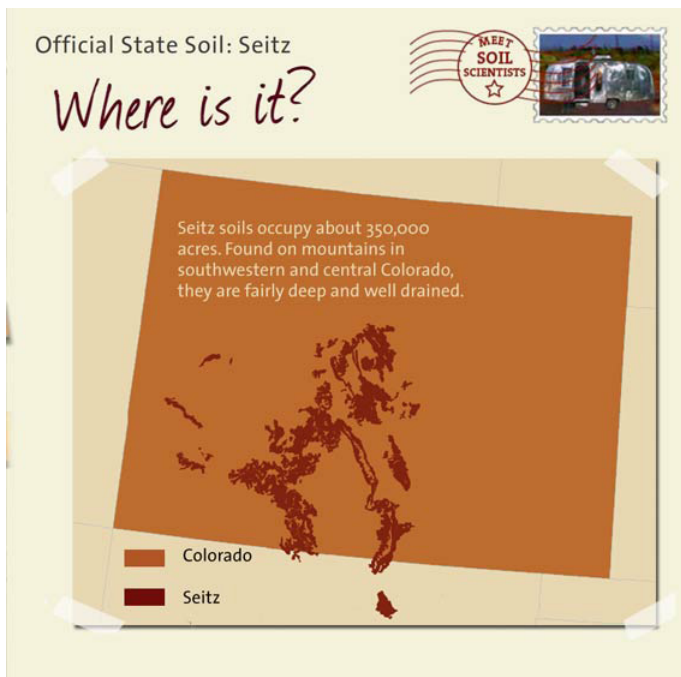 Official State Soil: Seitz
Where is it?
MEET
SOIL
SCIENTISTS
Seitz soils occupy about 350,000
acres. Found on mountains in
southwestern and central Colorado,
they are fairly deep and well drained.
Colorado
Seitz